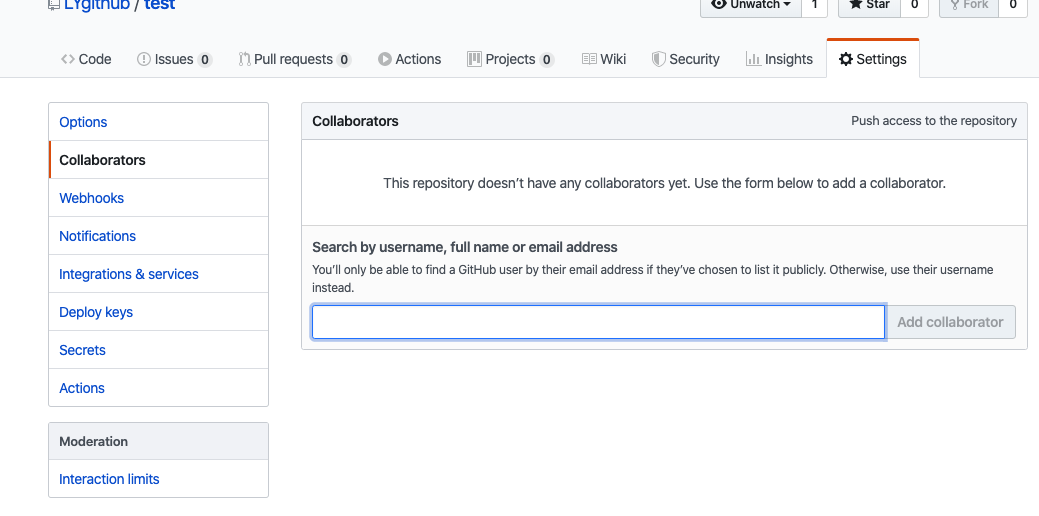 LYgithub / test
Unwatch 1 Star 0 Fork 0
Code Issues 0 Pull requests 0 Actions Projects 0 Wiki Security Insights Settings
Options
Collaborators
Webhooks
Notifications
Integrations & services
Deploy keys
Secrets
Actions
Moderation
Interaction limits
Collaborators Push access to the repository
This repository doesn’t have any collaborators yet. Use the form below to add a collaborator.
Search by username, full name or email address
You’ll only be able to find a GitHub user by their email address if they’ve chosen to list it publicly. Otherwise, use their username
instead.
Add collaborator